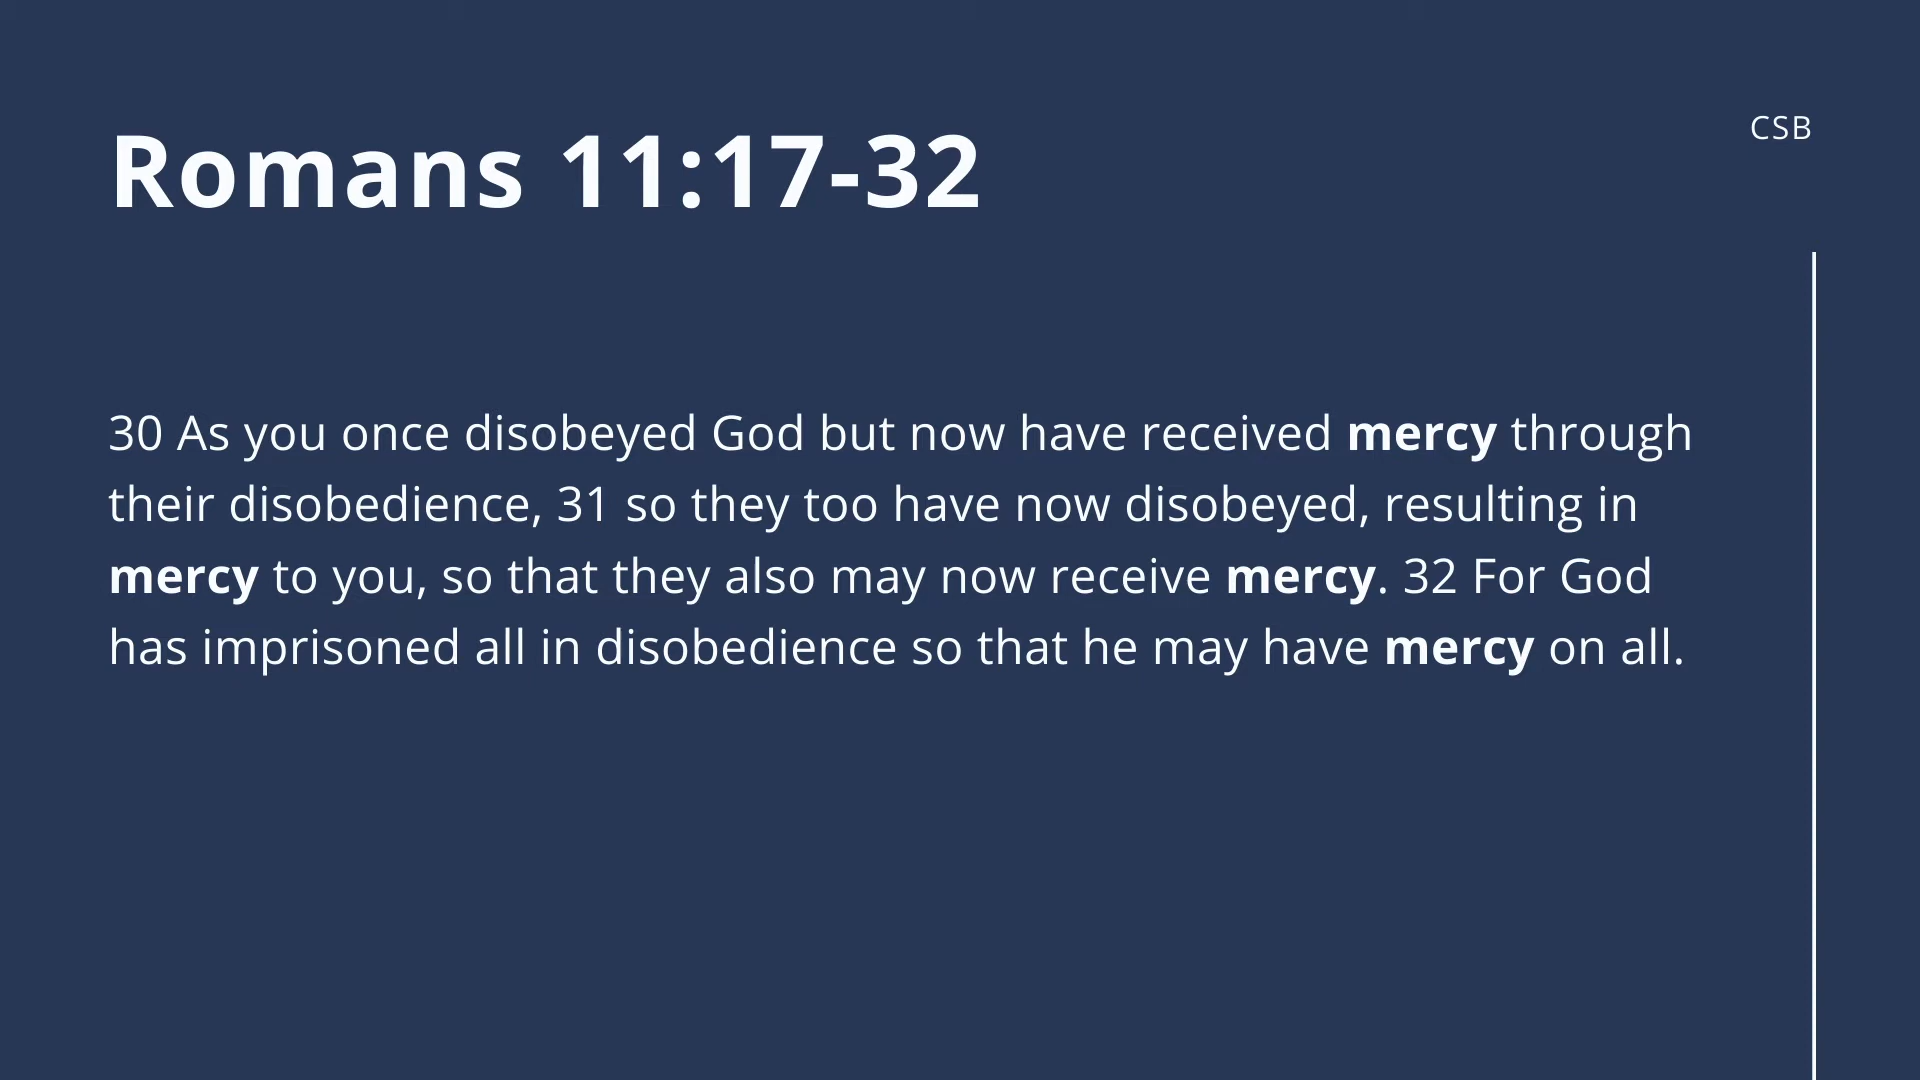 Romans 11:17-32
CSB
30 As you once disobeyed God but now have received mercy through
their disobedience, 31 so they too have now disobeyed, resulting in
mercy to you, so that they also may now receive mercy. 32 For God
has imprisoned all in disobedience so that he may have mercy on all.